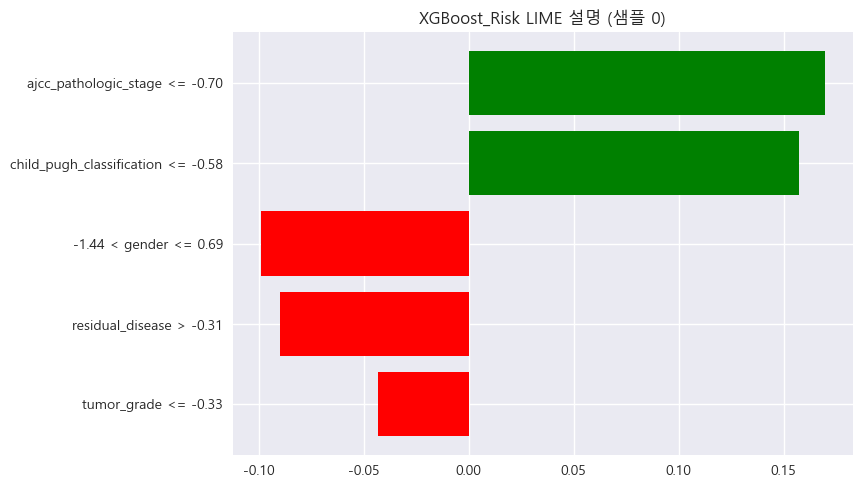 XGBoost_Risk LIME 설명 (샘플 0)
ajcc_pathologic_stage <= -0.70
child_pugh_classification <= -0.58
-1.44 < gender <= 0.69
residual_disease > -0.31
tumor_grade <= -0.33
-0.10 -0.05 0.00 0.05 0.10 0.15